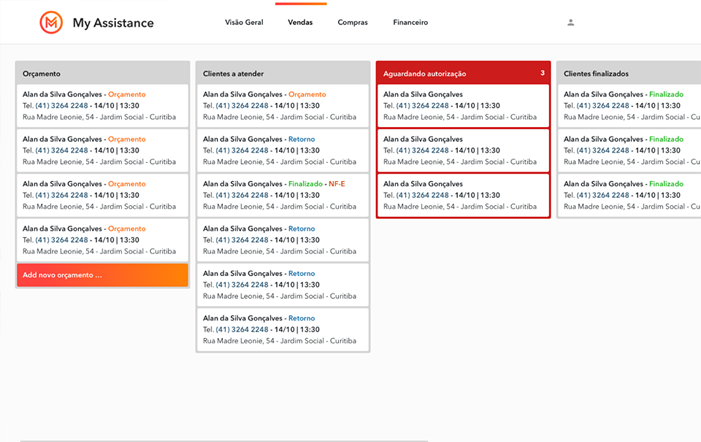 My Assistance
Visão Geral
Vendas
Compras
Financeiro
Orçamento
Alan da Silva Gonçalves - Orçamento
Tel. (41) 3264 2248 - 14/10 | 13:30
Rua Madre Leonie, 54 - Jardim Social - Curitiba
Alan da Silva Gonçalves - Orçamento
Tel. (41) 3264 2248 - 14/10 | 13:30
Rua Madre Leonie, 54 - Jardim Social - Curitiba
Alan da Silva Gonçalves - Orçamento
Tel. (41) 3264 2248 - 14/10 | 13:30
Rua Madre Leonie, 54 - Jardim Social - Curitiba
Alan da Silva Gonçalves - Orçamento
Tel. (41) 3264 2248 - 14/10 | 13:30
Rua Madre Leonie, 54 - Jardim Social - Curitiba
Add novo orçamento ...
Clientes a atender
Alan da Silva Gonçalves - Orçamento
Tel. (41) 3264 2248 - 14/10 | 13:30
Rua Madre Leonie, 54 - Jardim Social - Curitiba
Alan da Silva Gonçalves - Retorno
Tel. (41) 3264 2248 - 14/10 | 13:30
Rua Madre Leonie, 54 - Jardim Social - Curitiba
Alan da Silva Gonçalves - Finalizado - NF-E
Tel. (41) 3264 2248 - 14/10 | 13:30
Rua Madre Leonie, 54 - Jardim Social - Curitiba
Alan da Silva Gonçalves - Retorno
Tel. (41) 3264 2248 - 14/10 | 13:30
Rua Madre Leonie, 54 - Jardim Social - Curitiba
Alan da Silva Gonçalves - Retorno
Tel. (41) 3264 2248 - 14/10 | 13:30
Rua Madre Leonie, 54 - Jardim Social - Curitiba
Alan da Silva Gonçalves - Retorno
Tel. (41) 3264 2248 - 14/10 | 13:30
Rua Madre Leonie, 54 - Jardim Social - Curitiba
Aguardando autorização 3
Alan da Silva Gonçalves
Tel. (41) 3264 2248 - 14/10 | 13:30
Rua Madre Leonie, 54 - Jardim Social - Curitiba
Alan da Silva Gonçalves
Tel. (41) 3264 2248 - 14/10 | 13:30
Rua Madre Leonie, 54 - Jardim Social - Curitiba
Alan da Silva Gonçalves
Tel. (41) 3264 2248 - 14/10 | 13:30
Rua Madre Leonie, 54 - Jardim Social - Curitiba
Clientes finalizados
Alan da Silva Gonçalves - Finalizado
Tel. (41) 3264 2248 - 14/10 | 13:30
Rua Madre Leonie, 54 - Jardim Social - Cu
Alan da Silva Gonçalves - Finalizado
Tel. (41) 3264 2248 - 14/10 | 13:30
Rua Madre Leonie, 54 - Jardim Social - Cu
Alan da Silva Gonçalves - Finalizado
Tel. (41) 3264 2248 - 14/10 | 13:30
Rua Madre Leonie, 54 - Jardim Social - Cu